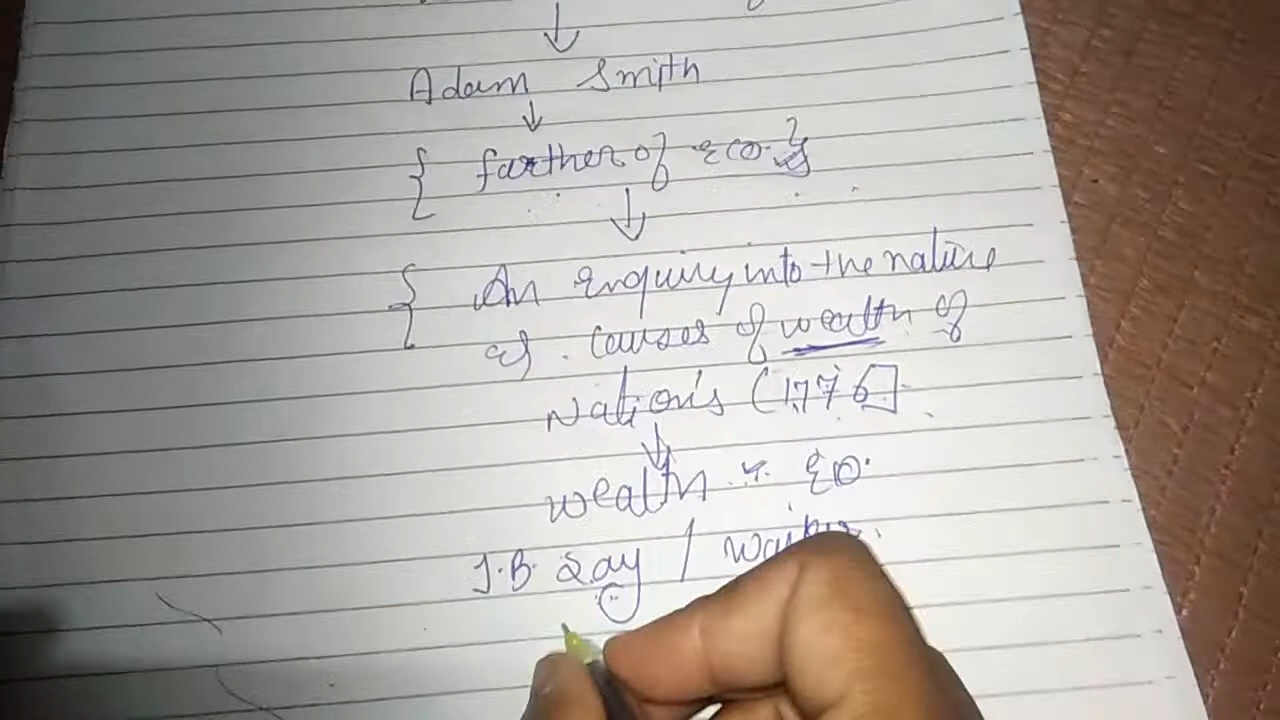 Adam Smith
{ farther of eco. }
{ An enquiry into the nature
of causes of wealth of
Nation's (1776]
wealth
J.B. Say /